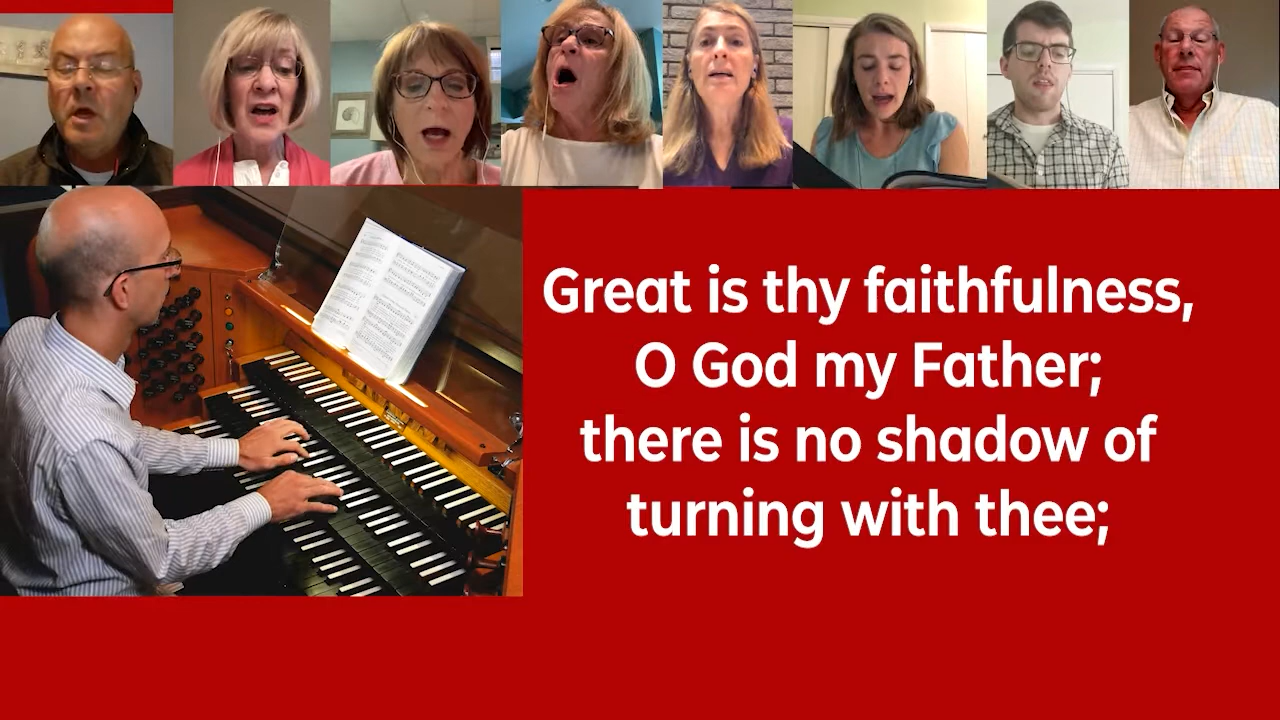 Great is thy faithfulness,
O God my Father;
there is no shadow of
turning with thee;